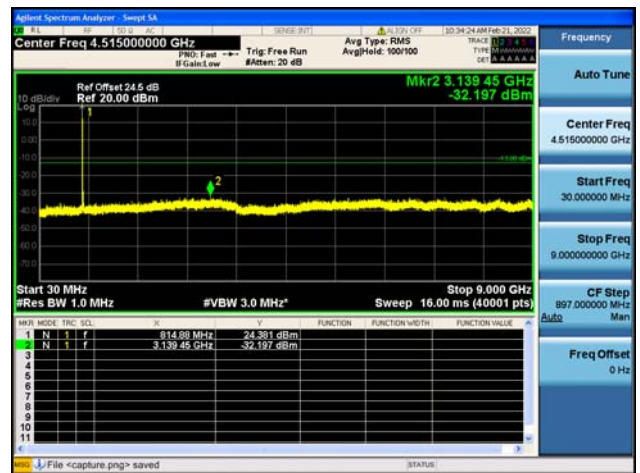 Agilent Spectrum Analyzer - Swept SA
RL RF 50 Ω AC SENSE:INT ALIGN OFF 10:34:24 AM Feb 21, 2022
Center Freq 4.515000000 GHz
PNO: Fast
IFGain:Low
Trig: Free Run
#Atten: 20 dB
Avg Type: RMS
Avg|Hold: 100/100
TRACE 1 2 3 4 5 6
TYPE
DET A A A A A A
Ref Offset 24.5 dB
10 dB/div Ref 20.00 dBm
Log
Mkr2 3.139 45 GHz
-32.197 dBm
1
10.0
0.00
-10.0
-13.00 dBm
2
-20.0
-30.0
-40.0
-50.0
-60.0
-70.0
Start 30 MHz Stop 9.000 GHz
#Res BW 1.0 MHz #VBW 3.0 MHz* Sweep 16.00 ms (40001 pts)
MKR MODE TRC SCL X Y FUNCTION FUNCTION WIDTH FUNCTION VALUE
1 N 1 f 814.88 MHz 24.381 dBm
2 N 1 f 3.139 45 GHz -32.197 dBm
3
4
5
6
7
8
9
10
11
MSG File <capture.png> saved STATUS
Frequency
Auto Tune
Center Freq
4.515000000 GHz
Start Freq
30.000000 MHz
Stop Freq
9.000000000 GHz
CF Step
897.000000 MHz
Auto Man
Freq Offset
0 Hz